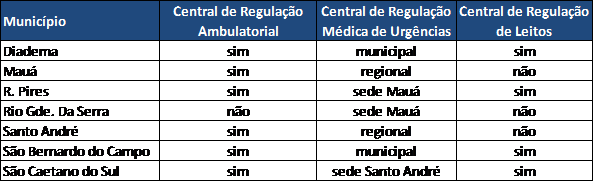 Município Central de Regulação Ambulatorial Central de Regulação Médica de Urgências Central de Regulação de Leitos
Diadema sim municipal sim
Mauá sim regional não
R. Pires sim sede Mauá sim
Rio Gde. Da Serra não sede Mauá não
Santo André sim regional não
São Bernardo do Campo sim municipal sim
São Caetano do Sul sim sede Santo André sim